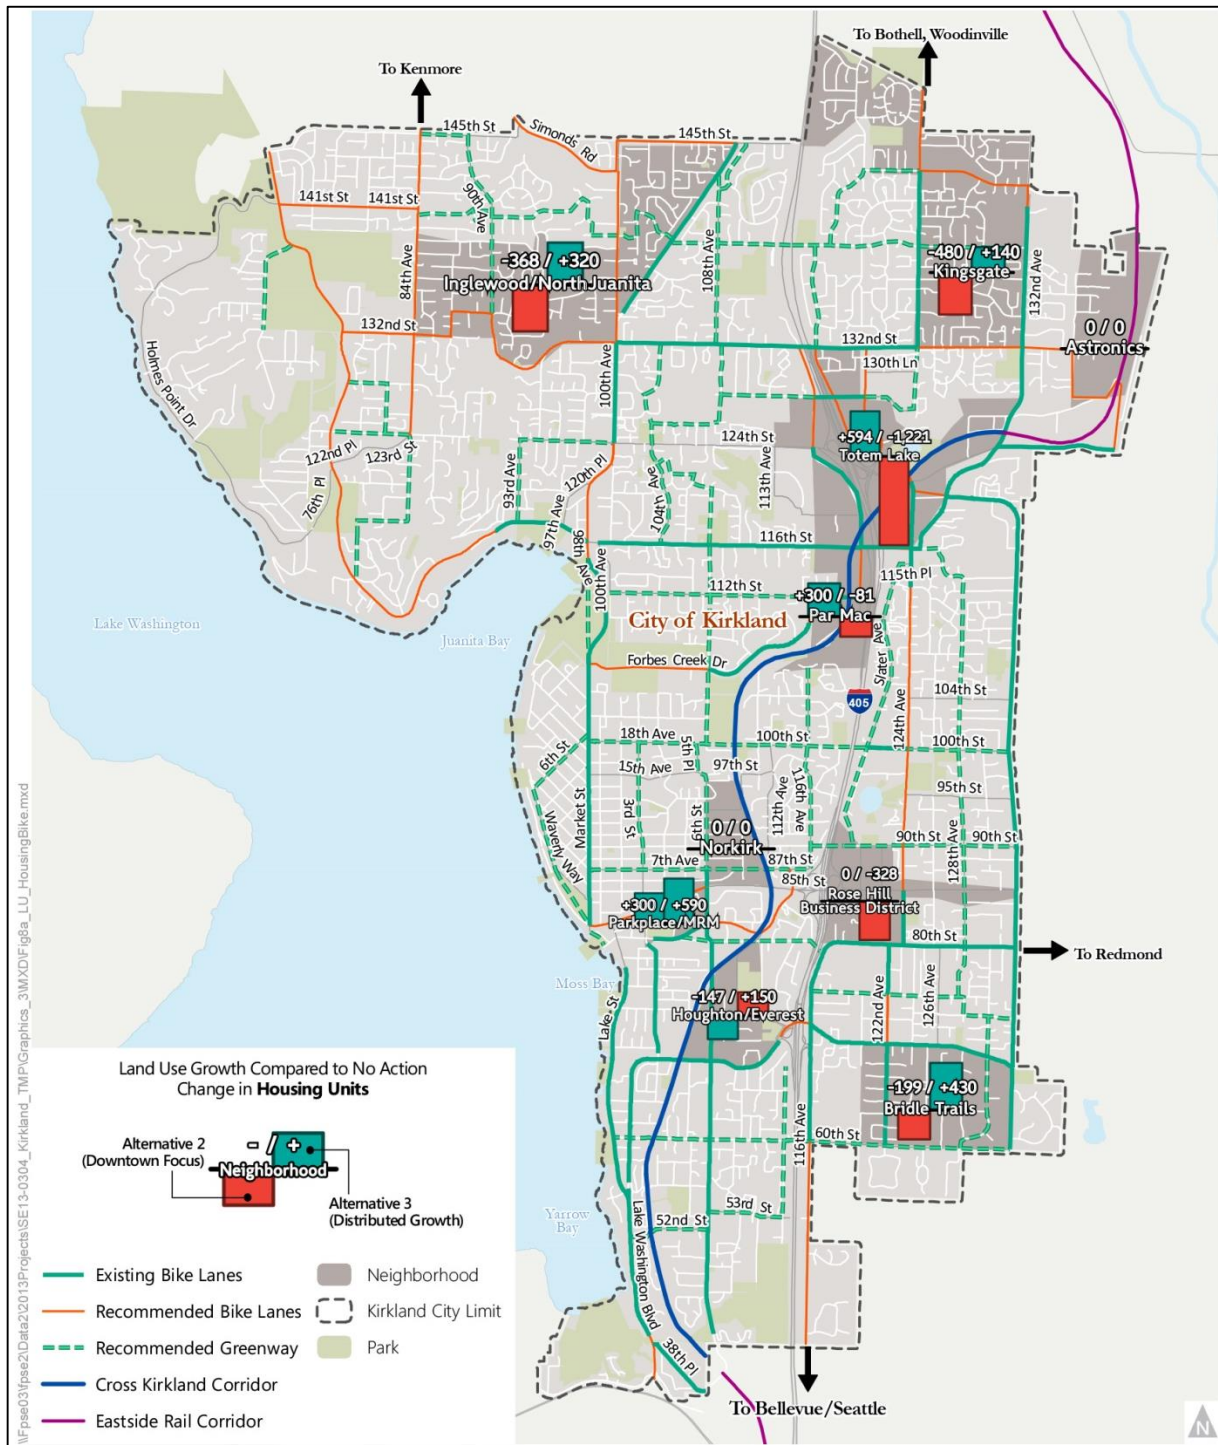 To Bothell, Woodinville
To Kenmore
145th St
Simonds Rd
145th St
141st St
141st St
90th Ave
84th Ave
108th Ave
-368 / +320
Inglewood/NorthJuanita
-480 / +140
Kingsgate
132nd Ave
0 / 0
Astronics
132nd St
132nd St
130th Ln
Holmes Point Dr
100th Ave
122nd Pl
123rd St
76th Pl
93rd Ave
97th Ave
120th Pl
104th Ave
124th St
113th Ave
+594 / -1,221
Totem Lake
98th Ave
100th Ave
116th St
115th Pl
112th St
+300 / -81
Par Mac
City of Kirkland
Lake Washington
Juanita Bay
Forbes Creek Dr
Slater Ave
405
124th Ave
104th St
18th Ave
5th Pl
100th St
100th St
6th St
15th Ave
97th St
112th Ave
116th Ave
95th St
Market St
3rd St
6th St
Waverly Way
0 / 0
Norkirk
90th St
90th St
128th Ave
7th Ave
87th St
85th St
0 / -328
Rose Hill
Business District
+300 / +590
Parkplace/MRM
80th St
To Redmond
Moss Bay
Lake St
-147 / +150
Houghton/Everest
122nd Ave
126th Ave
-199 / +430
Bridle Trails
116th Ave
60th St
Yarrow
Bay
Lake Washington Blvd
52nd St
53rd St
38th Pl
To Bellevue/Seattle
Land Use Growth Compared to No Action
Change in Housing Units
Alternative 2
(Downtown Focus)
- / +
Neighborhood
Alternative 3
(Distributed Growth)
Existing Bike Lanes
Recommended Bike Lanes
Recommended Greenway
Cross Kirkland Corridor
Eastside Rail Corridor
Neighborhood
Kirkland City Limit
Park
N
\\Fpse03\fpse2\Data2\2013Projects\SE13-0304_Kirkland_TMP\Graphics_3\MXD\Fig8a_LU_HousingBike.mxd